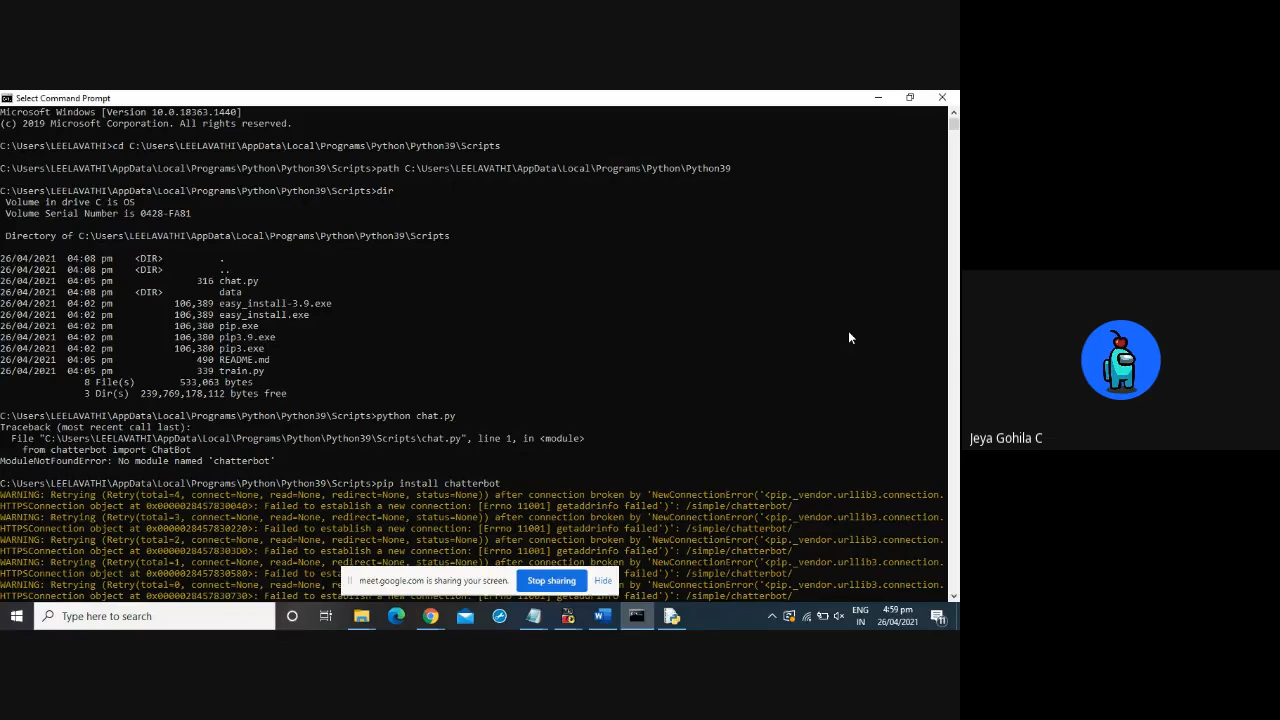 Select Command Prompt
Microsoft Windows [Version 10.0.18363.1440]
(c) 2019 Microsoft Corporation. All rights reserved.
C:\Users\LEELAVATHI>cd C:\Users\LEELAVATHI\AppData\Local\Programs\Python\Python39\Scripts
C:\Users\LEELAVATHI\AppData\Local\Programs\Python\Python39\Scripts>path C:\Users\LEELAVATHI\AppData\Local\Programs\Python\Python39
C:\Users\LEELAVATHI\AppData\Local\Programs\Python\Python39\Scripts>dir
Volume in drive C is OS
Volume Serial Number is 0428-FA81
Directory of C:\Users\LEELAVATHI\AppData\Local\Programs\Python\Python39\Scripts
26/04/2021 04:08 pm <DIR> .
26/04/2021 04:08 pm <DIR> ..
26/04/2021 04:05 pm 316 chat.py
26/04/2021 04:08 pm <DIR> data
26/04/2021 04:02 pm 106,389 easy_install-3.9.exe
26/04/2021 04:02 pm 106,389 easy_install.exe
26/04/2021 04:02 pm 106,380 pip.exe
26/04/2021 04:02 pm 106,380 pip3.9.exe
26/04/2021 04:02 pm 106,380 pip3.exe
26/04/2021 04:05 pm 490 README.md
26/04/2021 04:05 pm 339 train.py
8 File(s) 533,063 bytes
3 Dir(s) 239,769,178,112 bytes free
C:\Users\LEELAVATHI\AppData\Local\Programs\Python\Python39\Scripts>python chat.py
Traceback (most recent call last):
File "C:\Users\LEELAVATHI\AppData\Local\Programs\Python\Python39\Scripts\chat.py", line 1, in <module>
from chatterbot import ChatBot
ModuleNotFoundError: No module named 'chatterbot'
C:\Users\LEELAVATHI\AppData\Local\Programs\Python\Python39\Scripts>pip install chatterbot
WARNING: Retrying (Retry(total=4, connect=None, read=None, redirect=None, status=None)) after connection broken by 'NewConnectionError('<pip._vendor.urllib3.connection.
HTTPSConnection object at 0x0000028457830040>: Failed to establish a new connection: [Errno 11001] getaddrinfo failed')': /simple/chatterbot/
WARNING: Retrying (Retry(total=3, connect=None, read=None, redirect=None, status=None)) after connection broken by 'NewConnectionError('<pip._vendor.urllib3.connection.
HTTPSConnection object at 0x0000028457830220>: Failed to establish a new connection: [Errno 11001] getaddrinfo failed')': /simple/chatterbot/
WARNING: Retrying (Retry(total=2, connect=None, read=None, redirect=None, status=None)) after connection broken by 'NewConnectionError('<pip._vendor.urllib3.connection.
HTTPSConnection object at 0x00000284578303D0>: Failed to establish a new connection: [Errno 11001] getaddrinfo failed')': /simple/chatterbot/
WARNING: Retrying (Retry(total=1, connect=None, read=None, redirect=None, status=None)) after connection broken by 'NewConnectionError('<pip._vendor.urllib3.connection.
HTTPSConnection object at 0x0000028457830580>: Failed to getaddrinfo failed')': /simple/chatterbot/
WARNING: Retrying (Retry(total=0, connect=None, read=None 'NewConnectionError('<pip._vendor.urllib3.connection.
HTTPSConnection object at 0x0000028457830730>: Failed to establish a new connection: [Errno 11001] getaddrinfo failed')': /simple/chatterbot/
meet.google.com is sharing your screen.
Stop sharing
Hide
Type here to search
ENG
IN
4:59 pm
26/04/2021
11
Jeya Gohila C